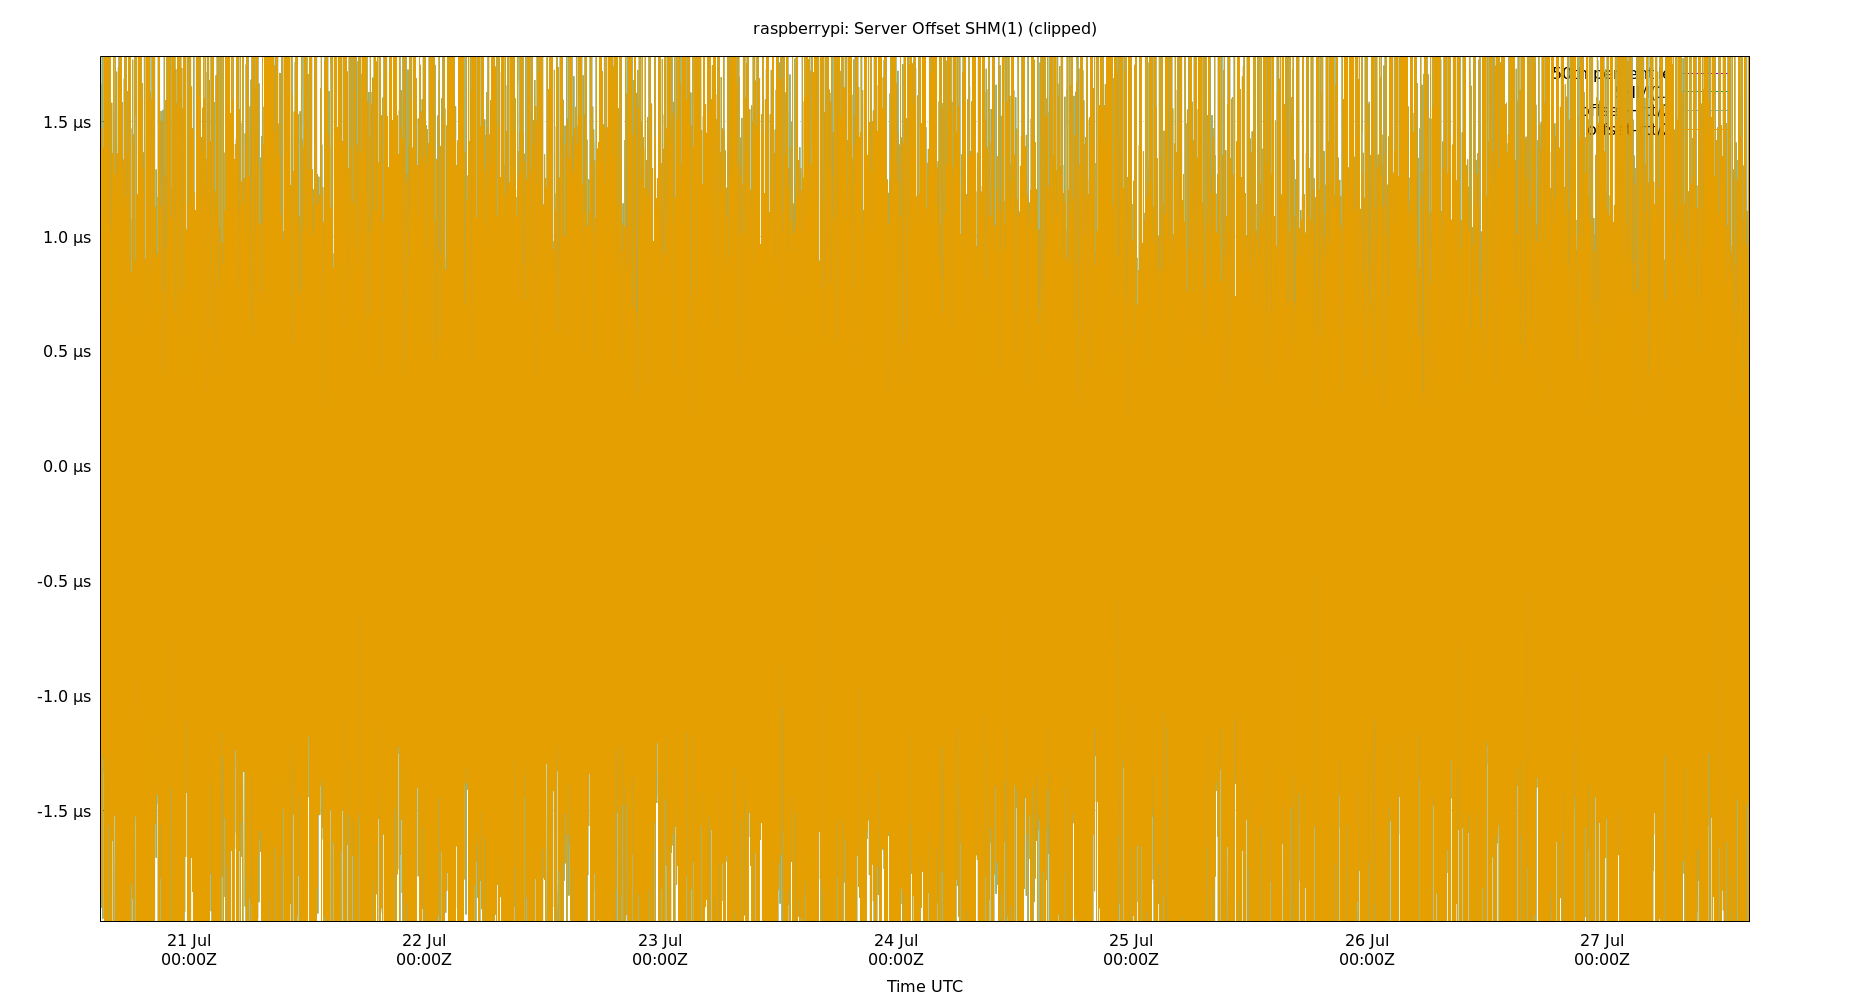 raspberrypi: Server Offset SHM(1) (clipped)
1.5 µs
1.0 µs
0.5 µs
0.0 µs
-0.5 µs
-1.0 µs
-1.5 µs
21 Jul 22 Jul 23 Jul 24 Jul 25 Jul 26 Jul 27 Jul
00:00Z 00:00Z 00:00Z 00:00Z 00:00Z 00:00Z 00:00Z
Time UTC